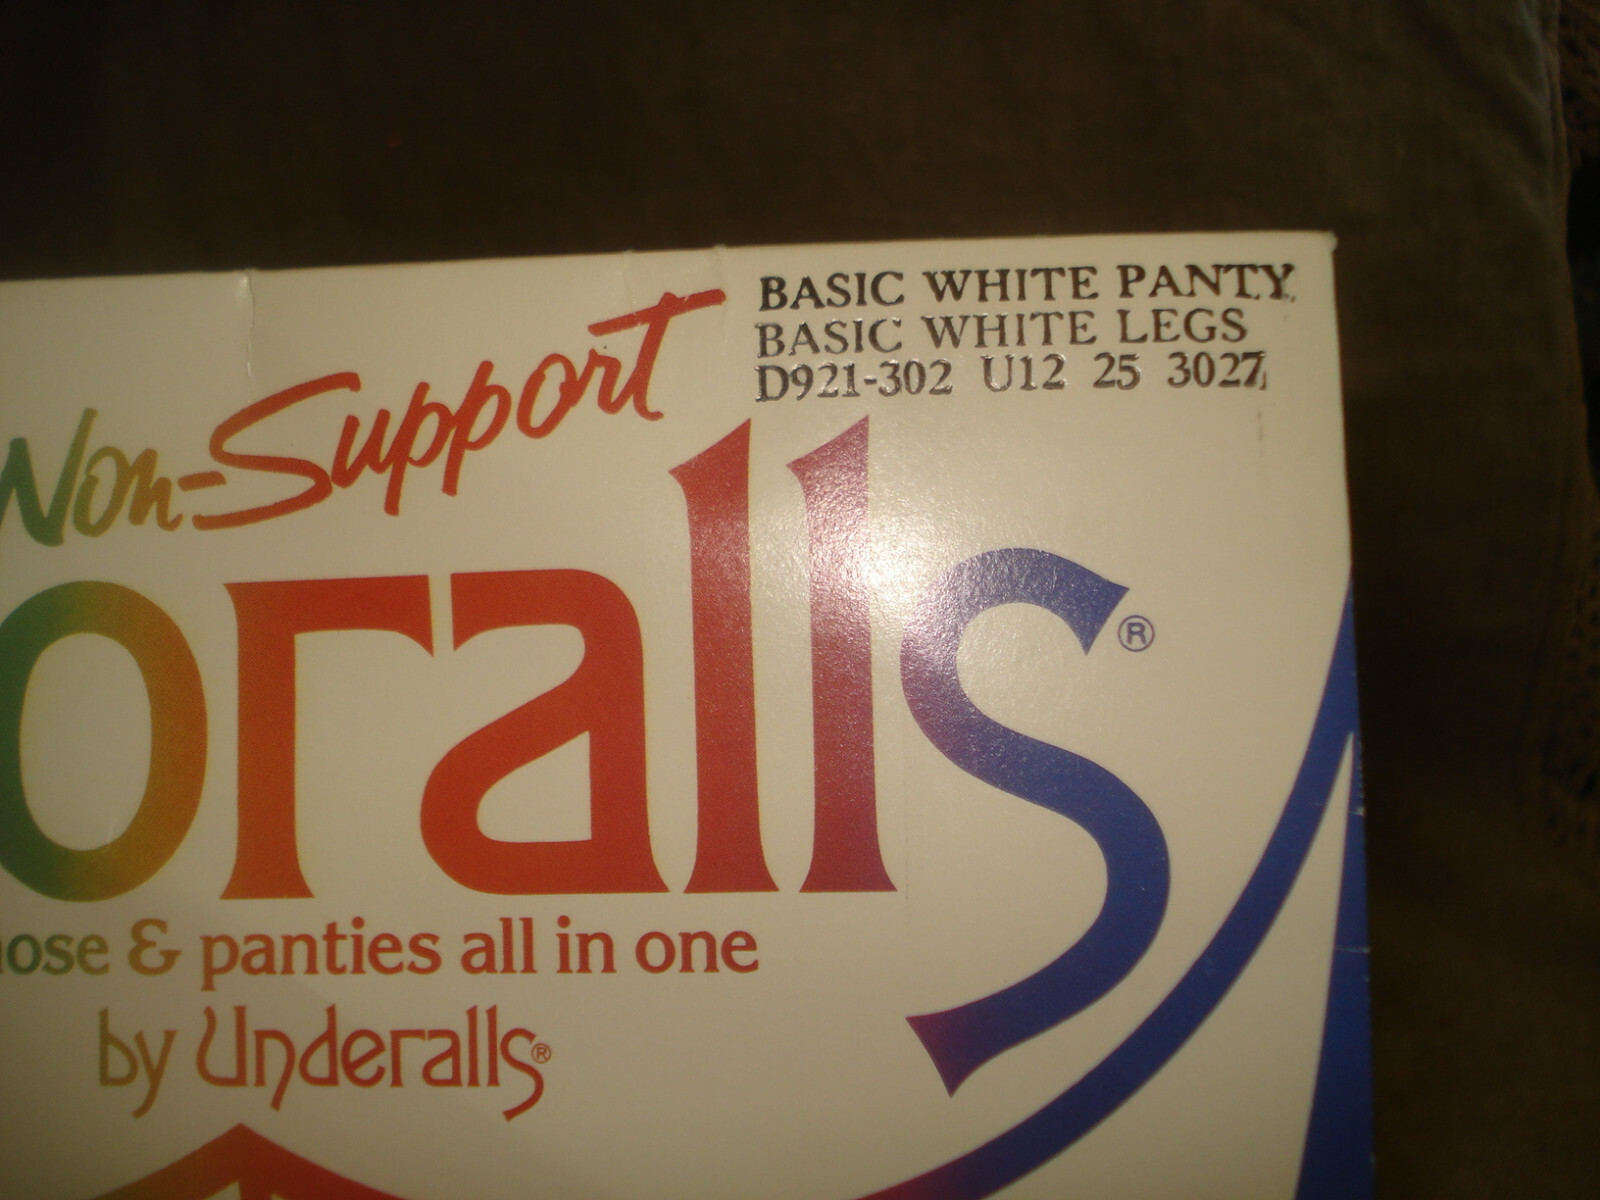 BASIC WHITE PANTY
BASIC WHITE LEGS
D921-302 U12 25 3027
Non-Support
oralls®
hose & panties all in one
by Underalls®